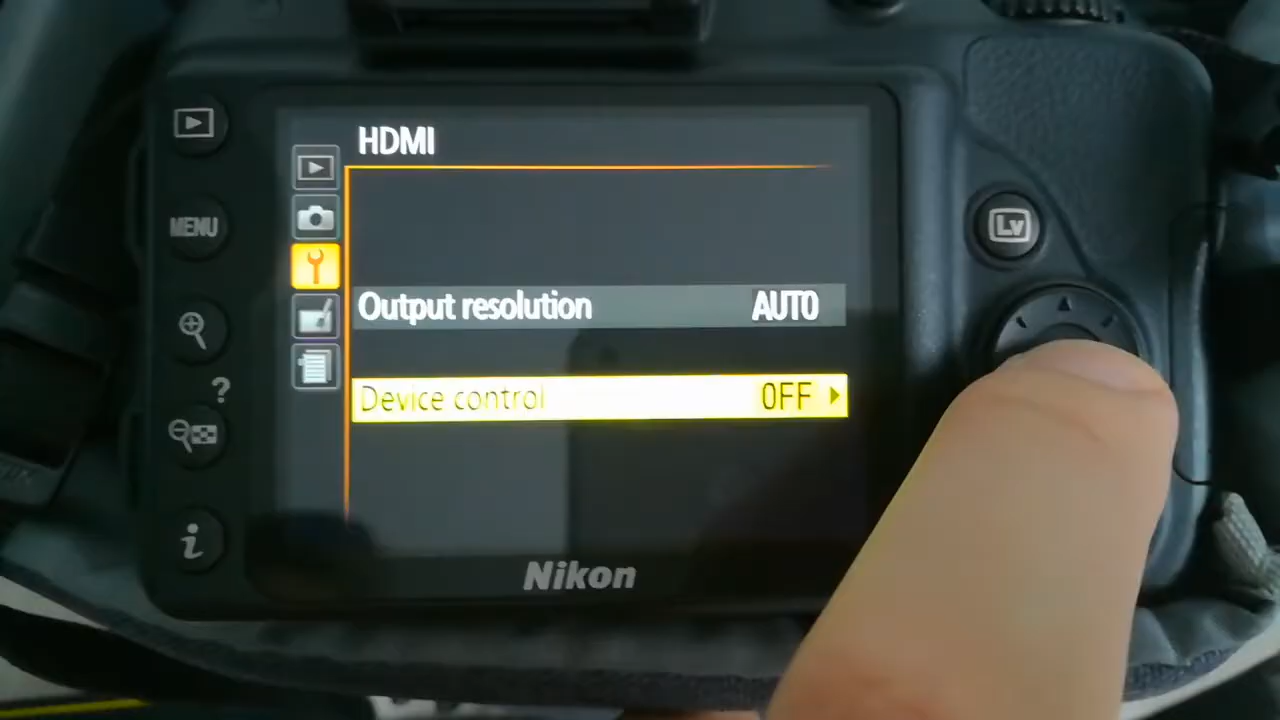 HDMI
MENU
Lv
Output resolution AUTO
?
Device control OFF
i
Nikon